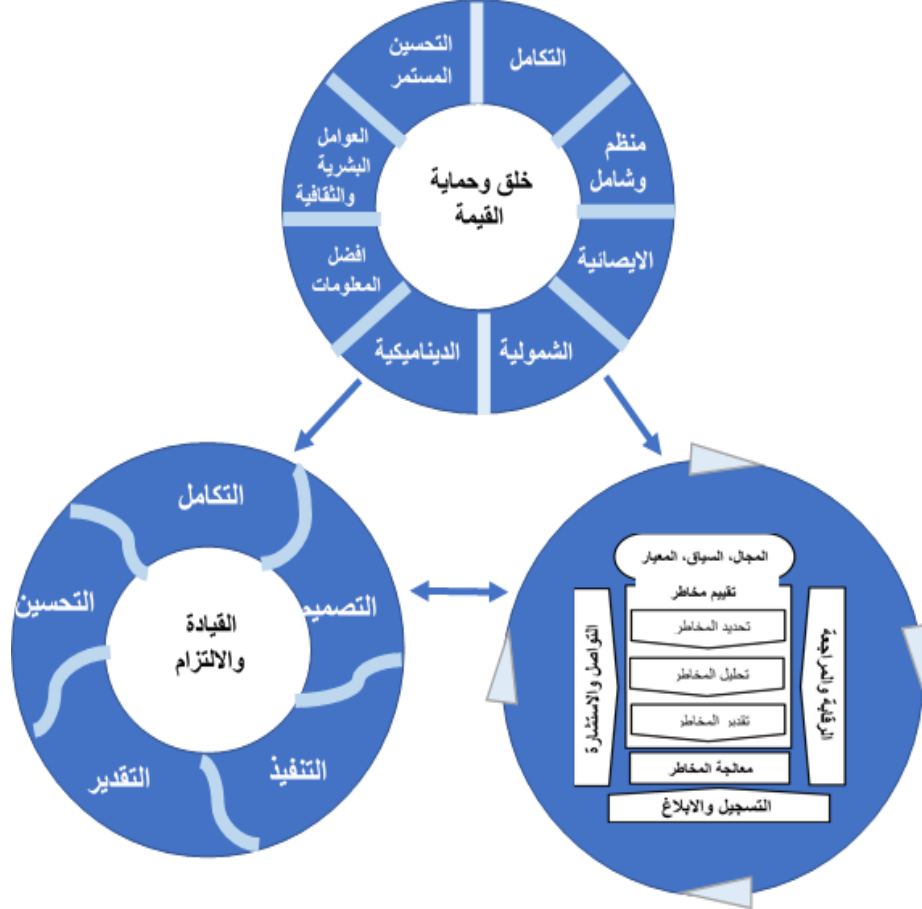 التكامل
منظم
وشامل
الايصائية
الشمولية
الديناميكية
افضل
المعلومات
العوامل
البشرية
والثقافية
التحسين
المستمر
خلق وحماية
القيمة
التكامل
التصميم
التنفيذ
التقدير
التحسين
القيادة
والالتزام
المجال، السياق، المعيار
تقييم مخاطر
تحديد المخاطر
تحليل المخاطر
تقدير المخاطر
معالجة المخاطر
التسجيل والابلاغ
التواصل والاستشارة
الرقابة والمراجعة